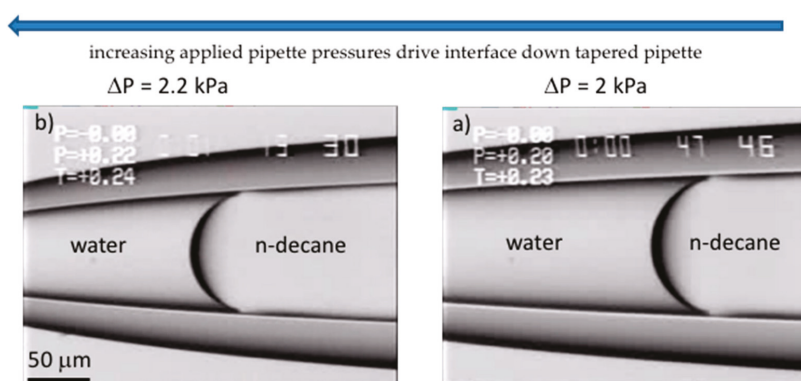 increasing applied pipette pressures drive interface down tapered pipette
ΔP = 2.2 kPa
ΔP = 2 kPa
b)
P=-0.00
P=+0.22
T=+0.24
13 30
water
n-decane
50 μm
a)
P=-0.00
P=+0.20
T=+0.23
0:00 47 46
water
n-decane